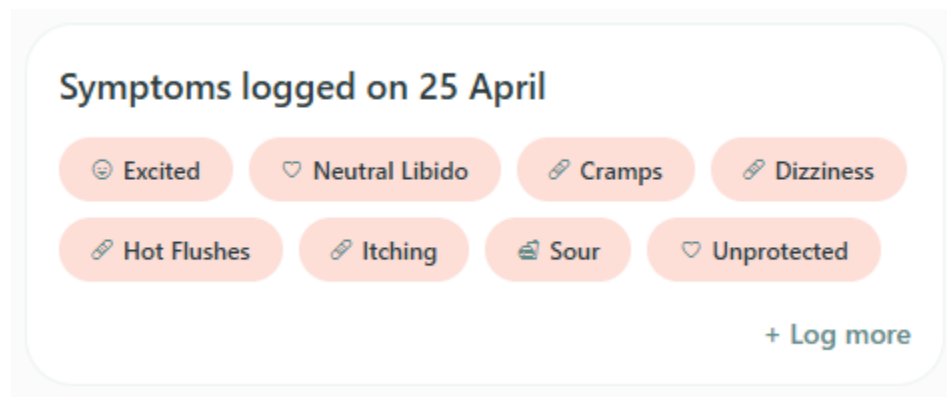 Symptoms logged on 25 April
Excited Neutral Libido Cramps Dizziness
Hot Flushes Itching Sour Unprotected
+ Log more